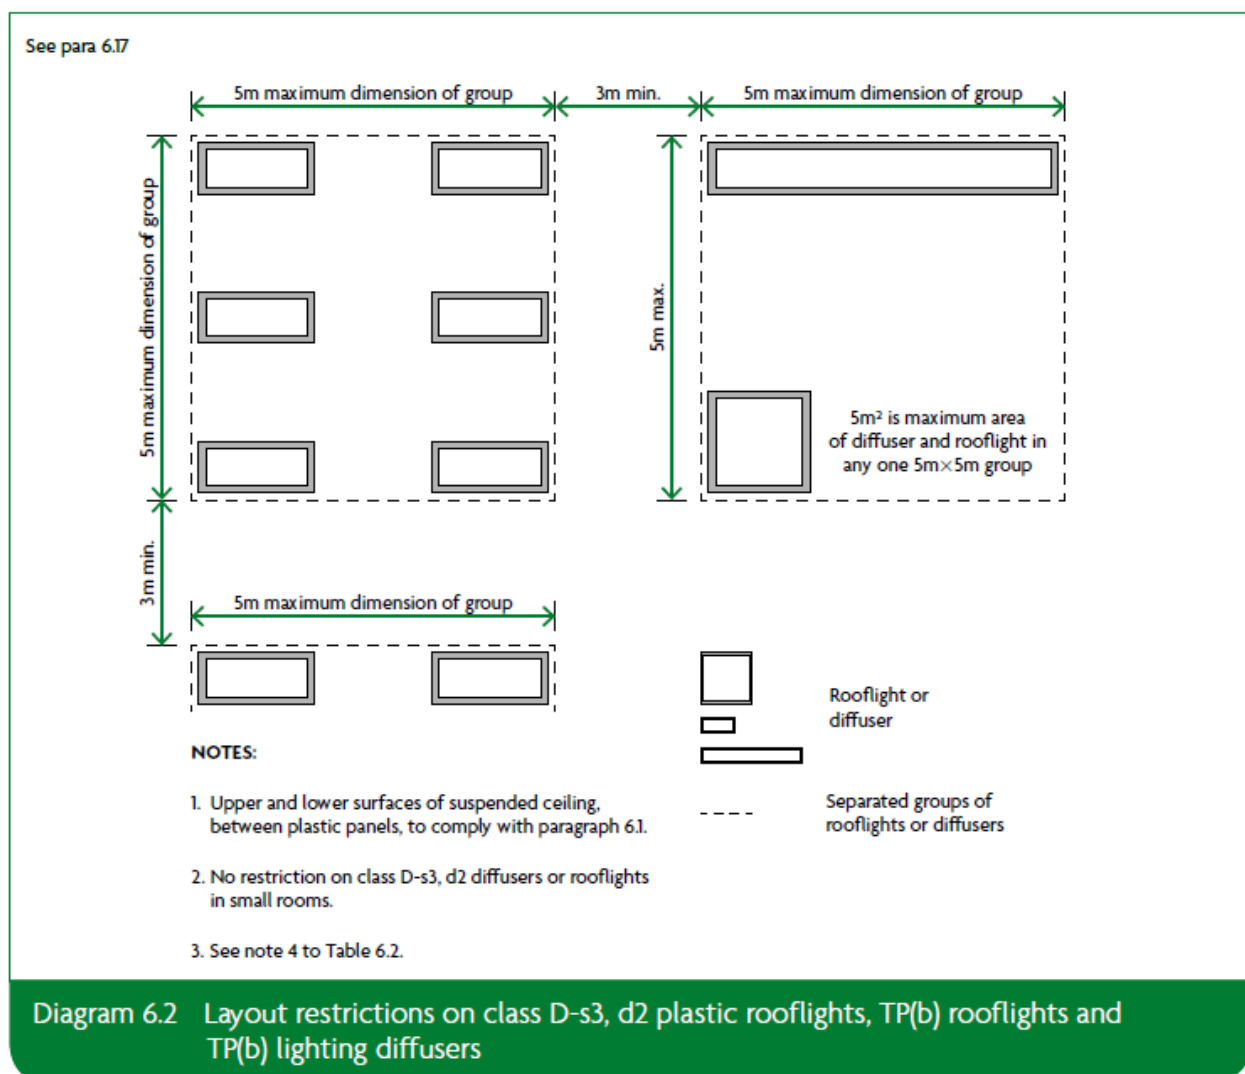 See para 6.17
5m maximum dimension of group
3m min.
5m maximum dimension of group
5m maximum dimension of group
5m max.
5m² is maximum area
of diffuser and rooflight in
any one 5m×5m group
3m min.
5m maximum dimension of group
Rooflight or
diffuser
Separated groups of
rooflights or diffusers
NOTES:
1. Upper and lower surfaces of suspended ceiling,
between plastic panels, to comply with paragraph 6.1.
2. No restriction on class D-s3, d2 diffusers or rooflights
in small rooms.
3. See note 4 to Table 6.2.
Diagram 6.2 Layout restrictions on class D-s3, d2 plastic rooflights, TP(b) rooflights and
TP(b) lighting diffusers